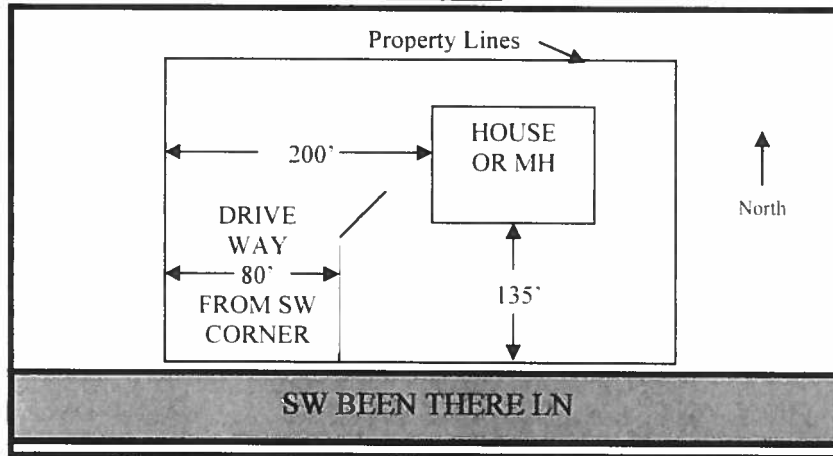 Property Lines
HOUSE
OR MH
200’
North
DRIVE
WAY
80’
FROM SW
CORNER
135’
SW BEEN THERE LN